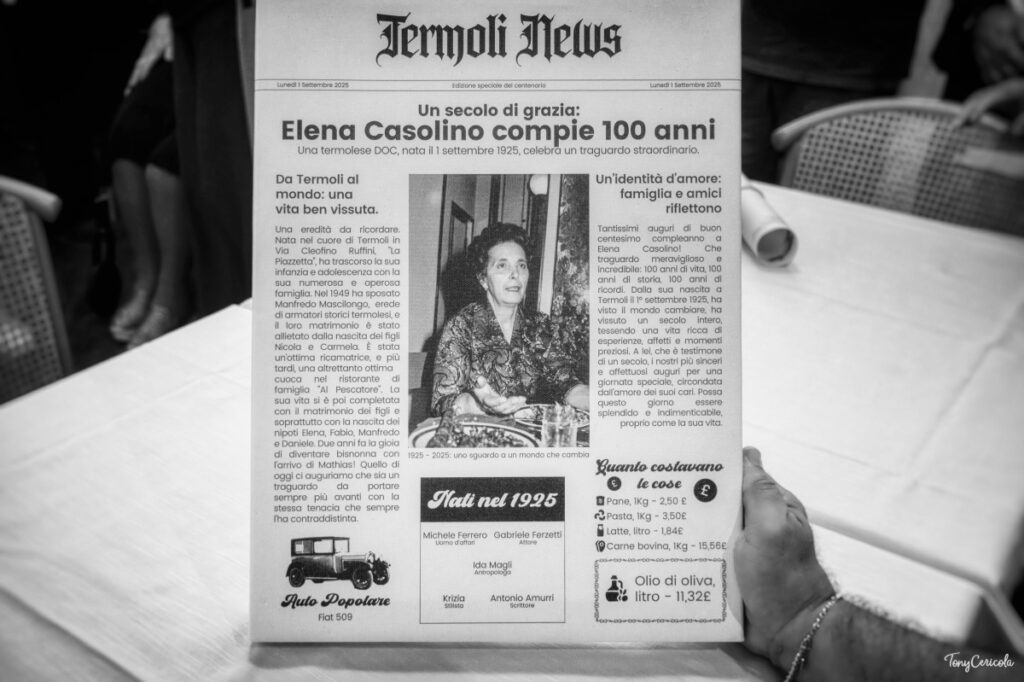 Termoli News
Lunedì 1 Settembre 2025
Edizione speciale del centenario
Lunedì 1 Settembre 2025
Un secolo di grazia:
Elena Casolino compie 100 anni
Una termolese DOC, nata il 1 settembre 1925, celebra un traguardo straordinario.
Da Termoli al
mondo: una
vita ben vissuta.
Una eredità da ricordare.
Nata nel cuore di Termoli in
Via Cleofino Ruffini, "La
Piazzetta", ha trascorso la sua
infanzia e adolescenza con la
sua numerosa e operosa
famiglia. Nel 1949 ha sposato
Manfredo Mascilongo, erede
di armatori storici termolesi, e
il loro matrimonio è stato
allietato dalla nascita dei figli
Nicola e Carmela. È stata
un'ottima ricamatrice, e più
tardi, una altrettanto ottima
cuoca nel ristorante di
famiglia "Al Pescatore". La
sua vita si è poi completata
con il matrimonio dei figli e
soprattutto con la nascita dei
nipoti Elena, Fabio, Manfredo
e Daniele. Due anni fa la gioia
di diventare bisnonna con
l'arrivo di Mathias! Quello di
oggi ci auguriamo che sia un
traguardo da portare
sempre più avanti con la
stessa tenacia che sempre
l'ha contraddistinta.
Auto Popolare
Fiat 509
1925 - 2025: uno sguardo a un mondo che cambia
Nati nel 1925
Michele Ferrero
Uomo d'affari
Gabriele Ferzetti
Attore
Ida Magli
Antropologa
Krizia
Stilista
Antonio Amurri
Scrittore
Un'identità d'amore:
famiglia e amici
riflettono
Tantissimi auguri di buon
centesimo compleanno a
Elena Casolino! Che
traguardo meraviglioso e
incredibile: 100 anni di vita, 100
anni di storia, 100 anni di
ricordi. Dalla sua nascita a
Termoli il 1º settembre 1925, ha
visto il mondo cambiare, ha
vissuto un secolo intero,
tessendo una vita ricca di
esperienze, affetti e momenti
preziosi. A lei, che è testimone
di un secolo, i nostri più sinceri
e affettuosi auguri per una
giornata speciale, circondata
dall'amore dei suoi cari. Possa
questo giorno essere
splendido e indimenticabile,
proprio come la sua vita.
Quanto costavano
le cose
£
£
Pane, 1Kg - 2,50 £
Pasta, 1Kg - 3,50£
Latte, litro - 1,84£
Carne bovina, 1Kg - 15,56£
Olio di oliva,
litro - 11,32£
TonyCericola